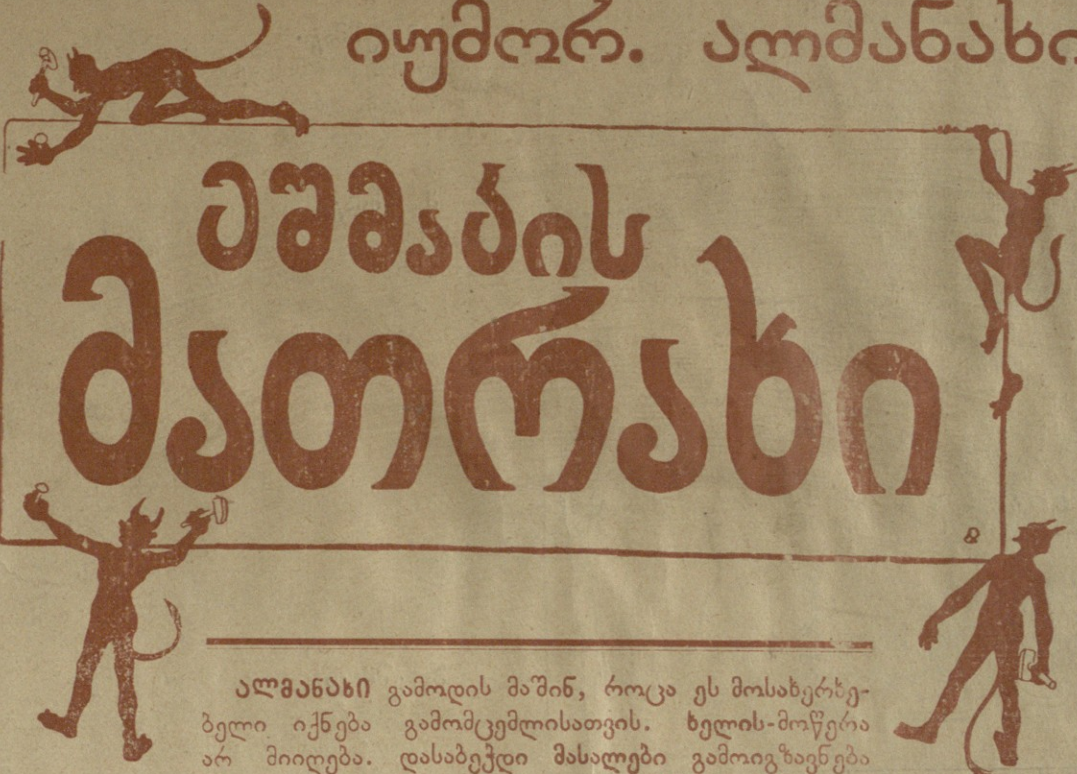 იუმორ. ალმანახი
ეშმაკის
მათრახი
ალმანახი გამოდის მაშინ, როცა ეს მოსახერხე-
ბელი იქნება გამომცემლისათვის. ხელის-მოწერა
არ მიიღება. დასაბეჭდი მასალები გამოიგზავნება